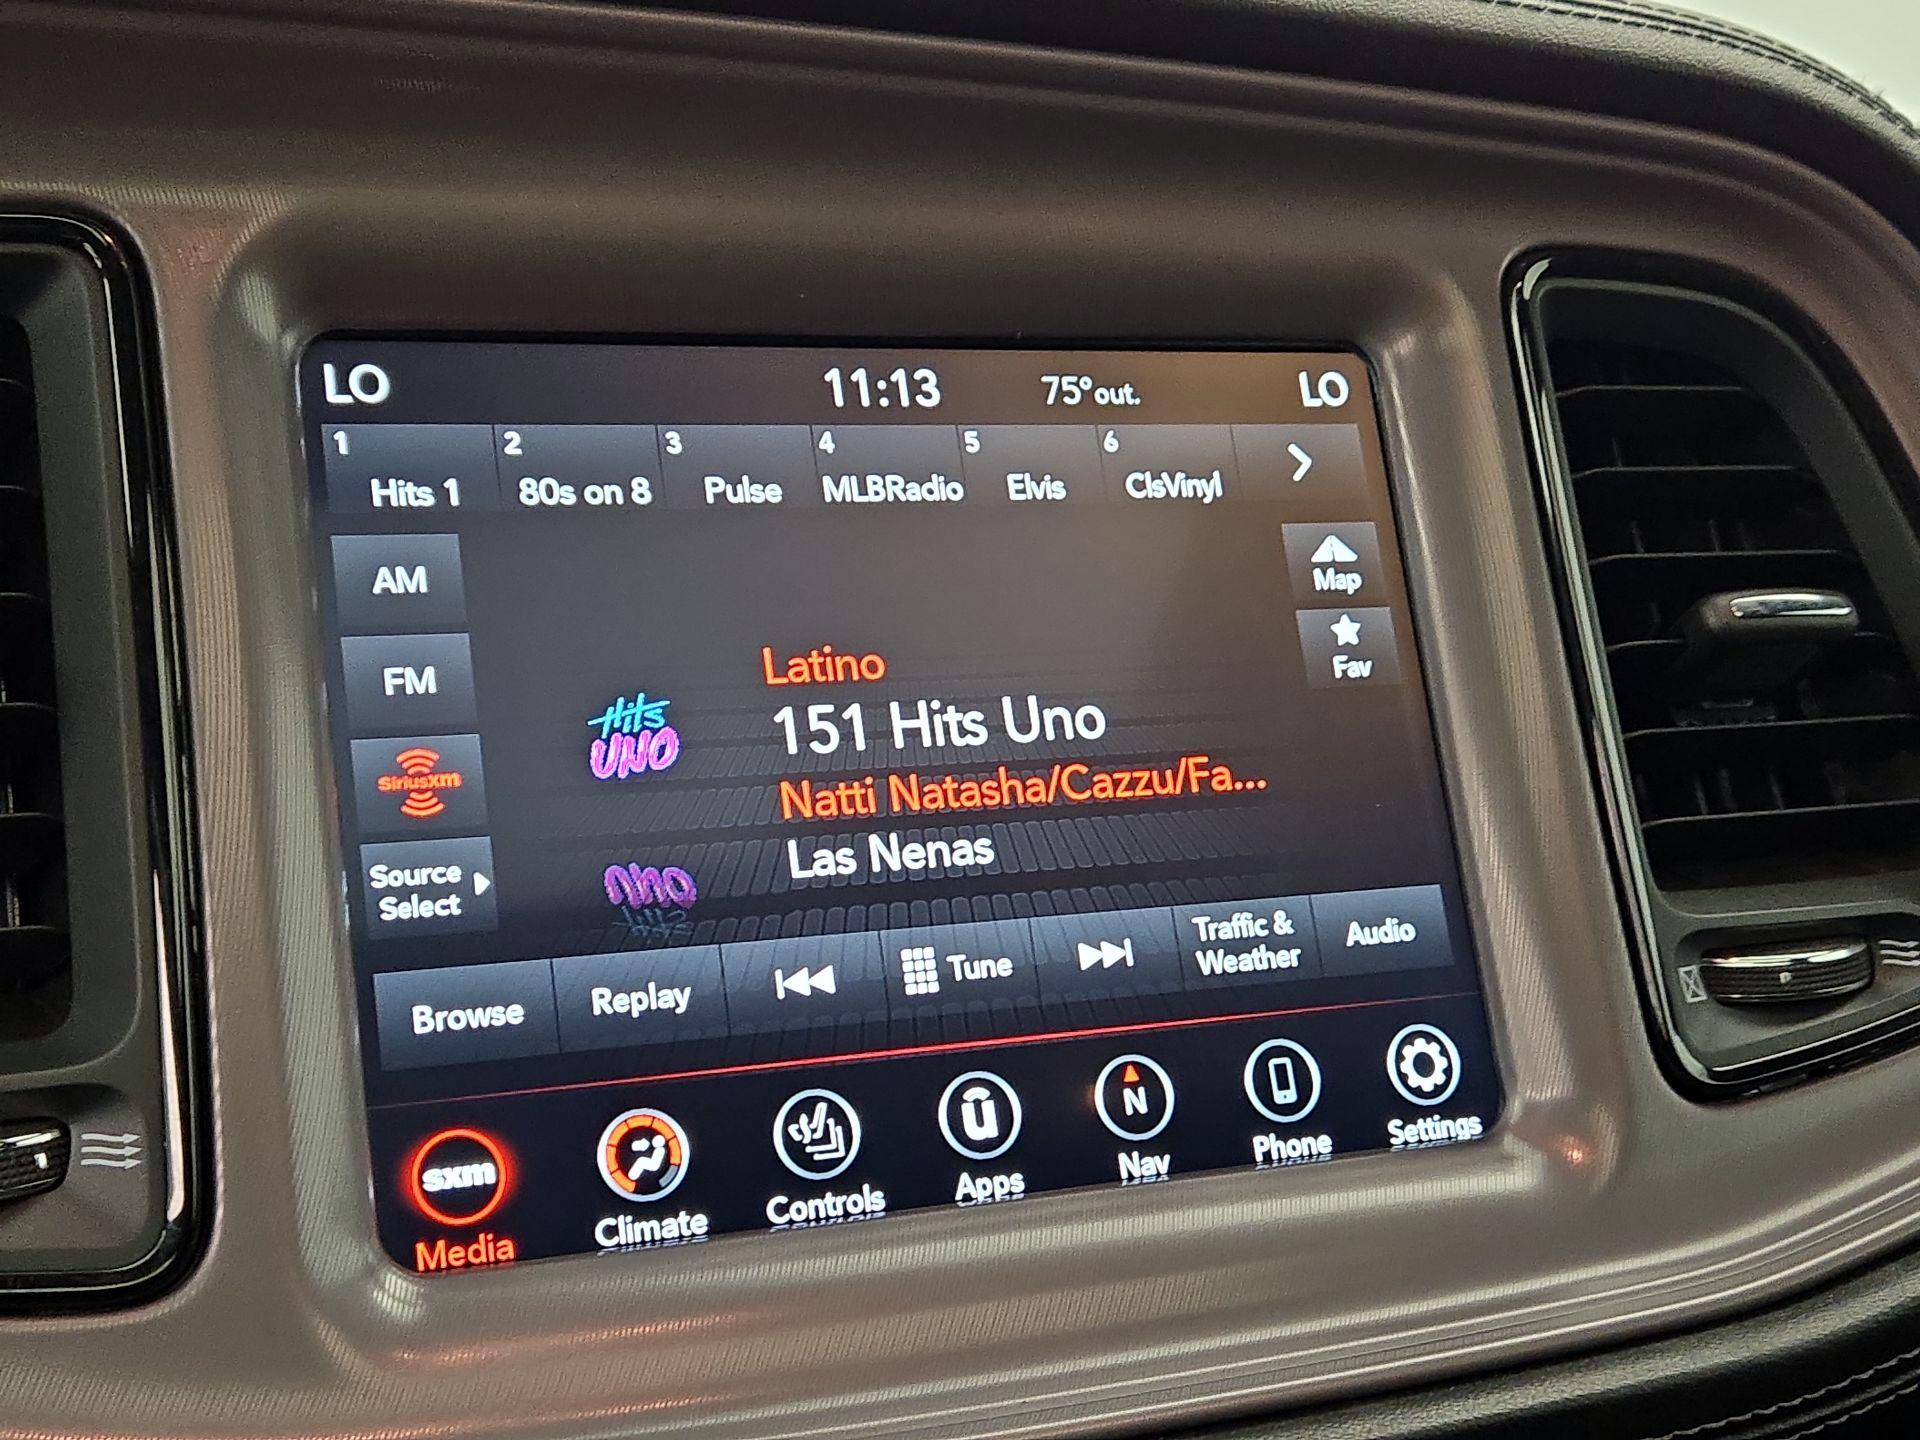 LO 11:13 75° out. LO
1 2 3 4 5 6
Hits 1 80s on 8 Pulse MLBRadio Elvis ClsVinyl
AM
Map
FM
Fav
Latino
Hits
UNO
151 Hits Uno
SiriusXM
Natti Natasha/Cazzu/Fa...
Las Nenas
Source
Select
Browse Replay Tune Traffic &
Weather Audio
sxm
u
N
Media Climate Controls Apps Nav Phone Settings